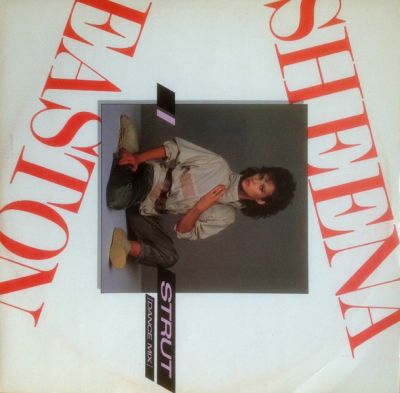 SHEENA
EASTON
STRUT
[DANCE MIX]